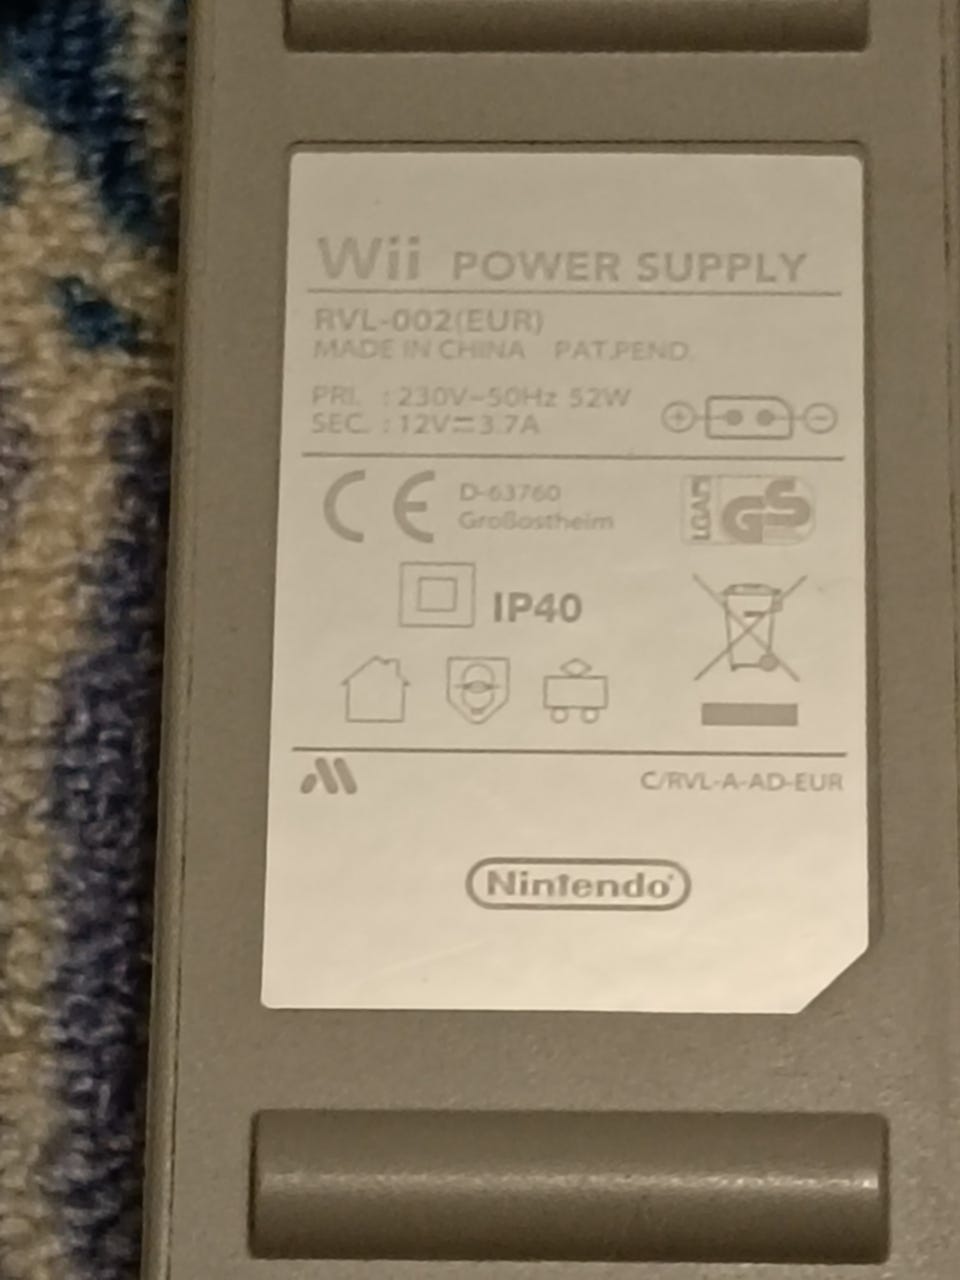 Wii POWER SUPPLY
RVL-002(EUR)
MADE IN CHINA PAT.PEND.
PRI. : 230V~50Hz 52W
SEC. : 12V⎓3.7A
+ −
CE D-63760
Großostheim
LGA GS
IP40
C/RVL-A-AD-EUR
Nintendo®